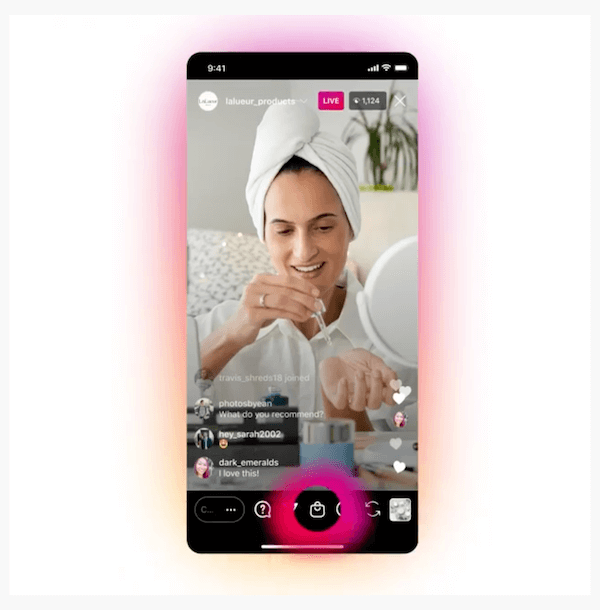 9:41
lalueur_products
LIVE
1,124
travis_shreds18 joined
photosbyean
What do you recommend?
hey_sarah2002
😍
dark_emeralds
I love this!
C... •••